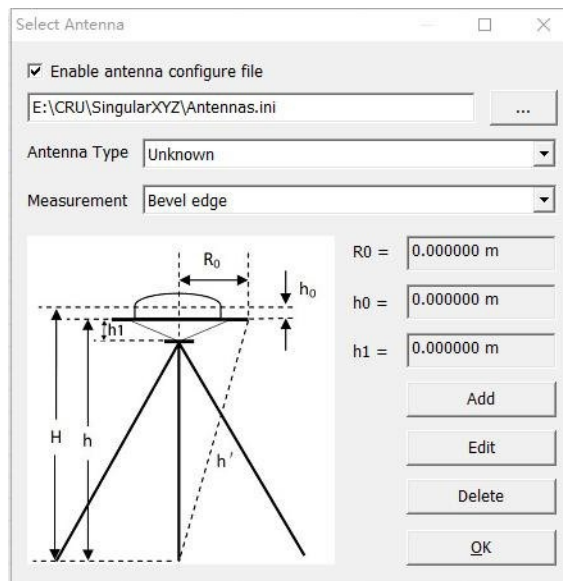 Select Antenna
Enable antenna configure file
E:\CRU\SingularXYZ\Antennas.ini
...
Antenna Type Unknown
Measurement Bevel edge
R0
h0
h1
H
h
h'
R0 = 0.000000 m
h0 = 0.000000 m
h1 = 0.000000 m
Add
Edit
Delete
OK